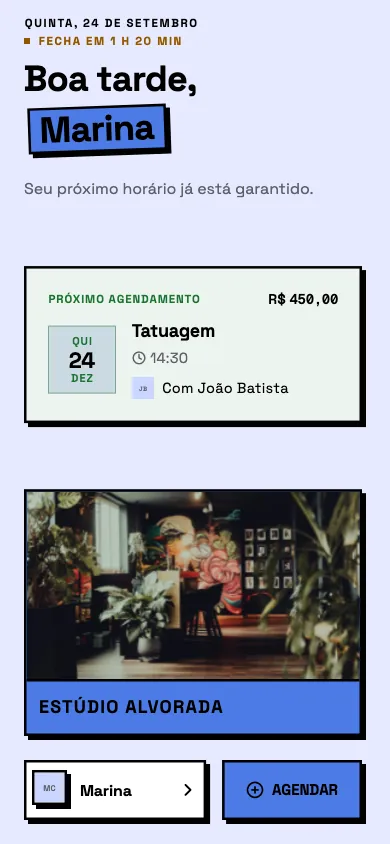 QUINTA, 24 DE SETEMBRO
FECHA EM 1 H 20 MIN
Boa tarde,
Marina
Seu próximo horário já está garantido.
PRÓXIMO AGENDAMENTO
R$ 450,00
QUI
24
DEZ
Tatuagem
14:30
JB
Com João Batista
ESTÚDIO ALVORADA
MC
Marina
AGENDAR